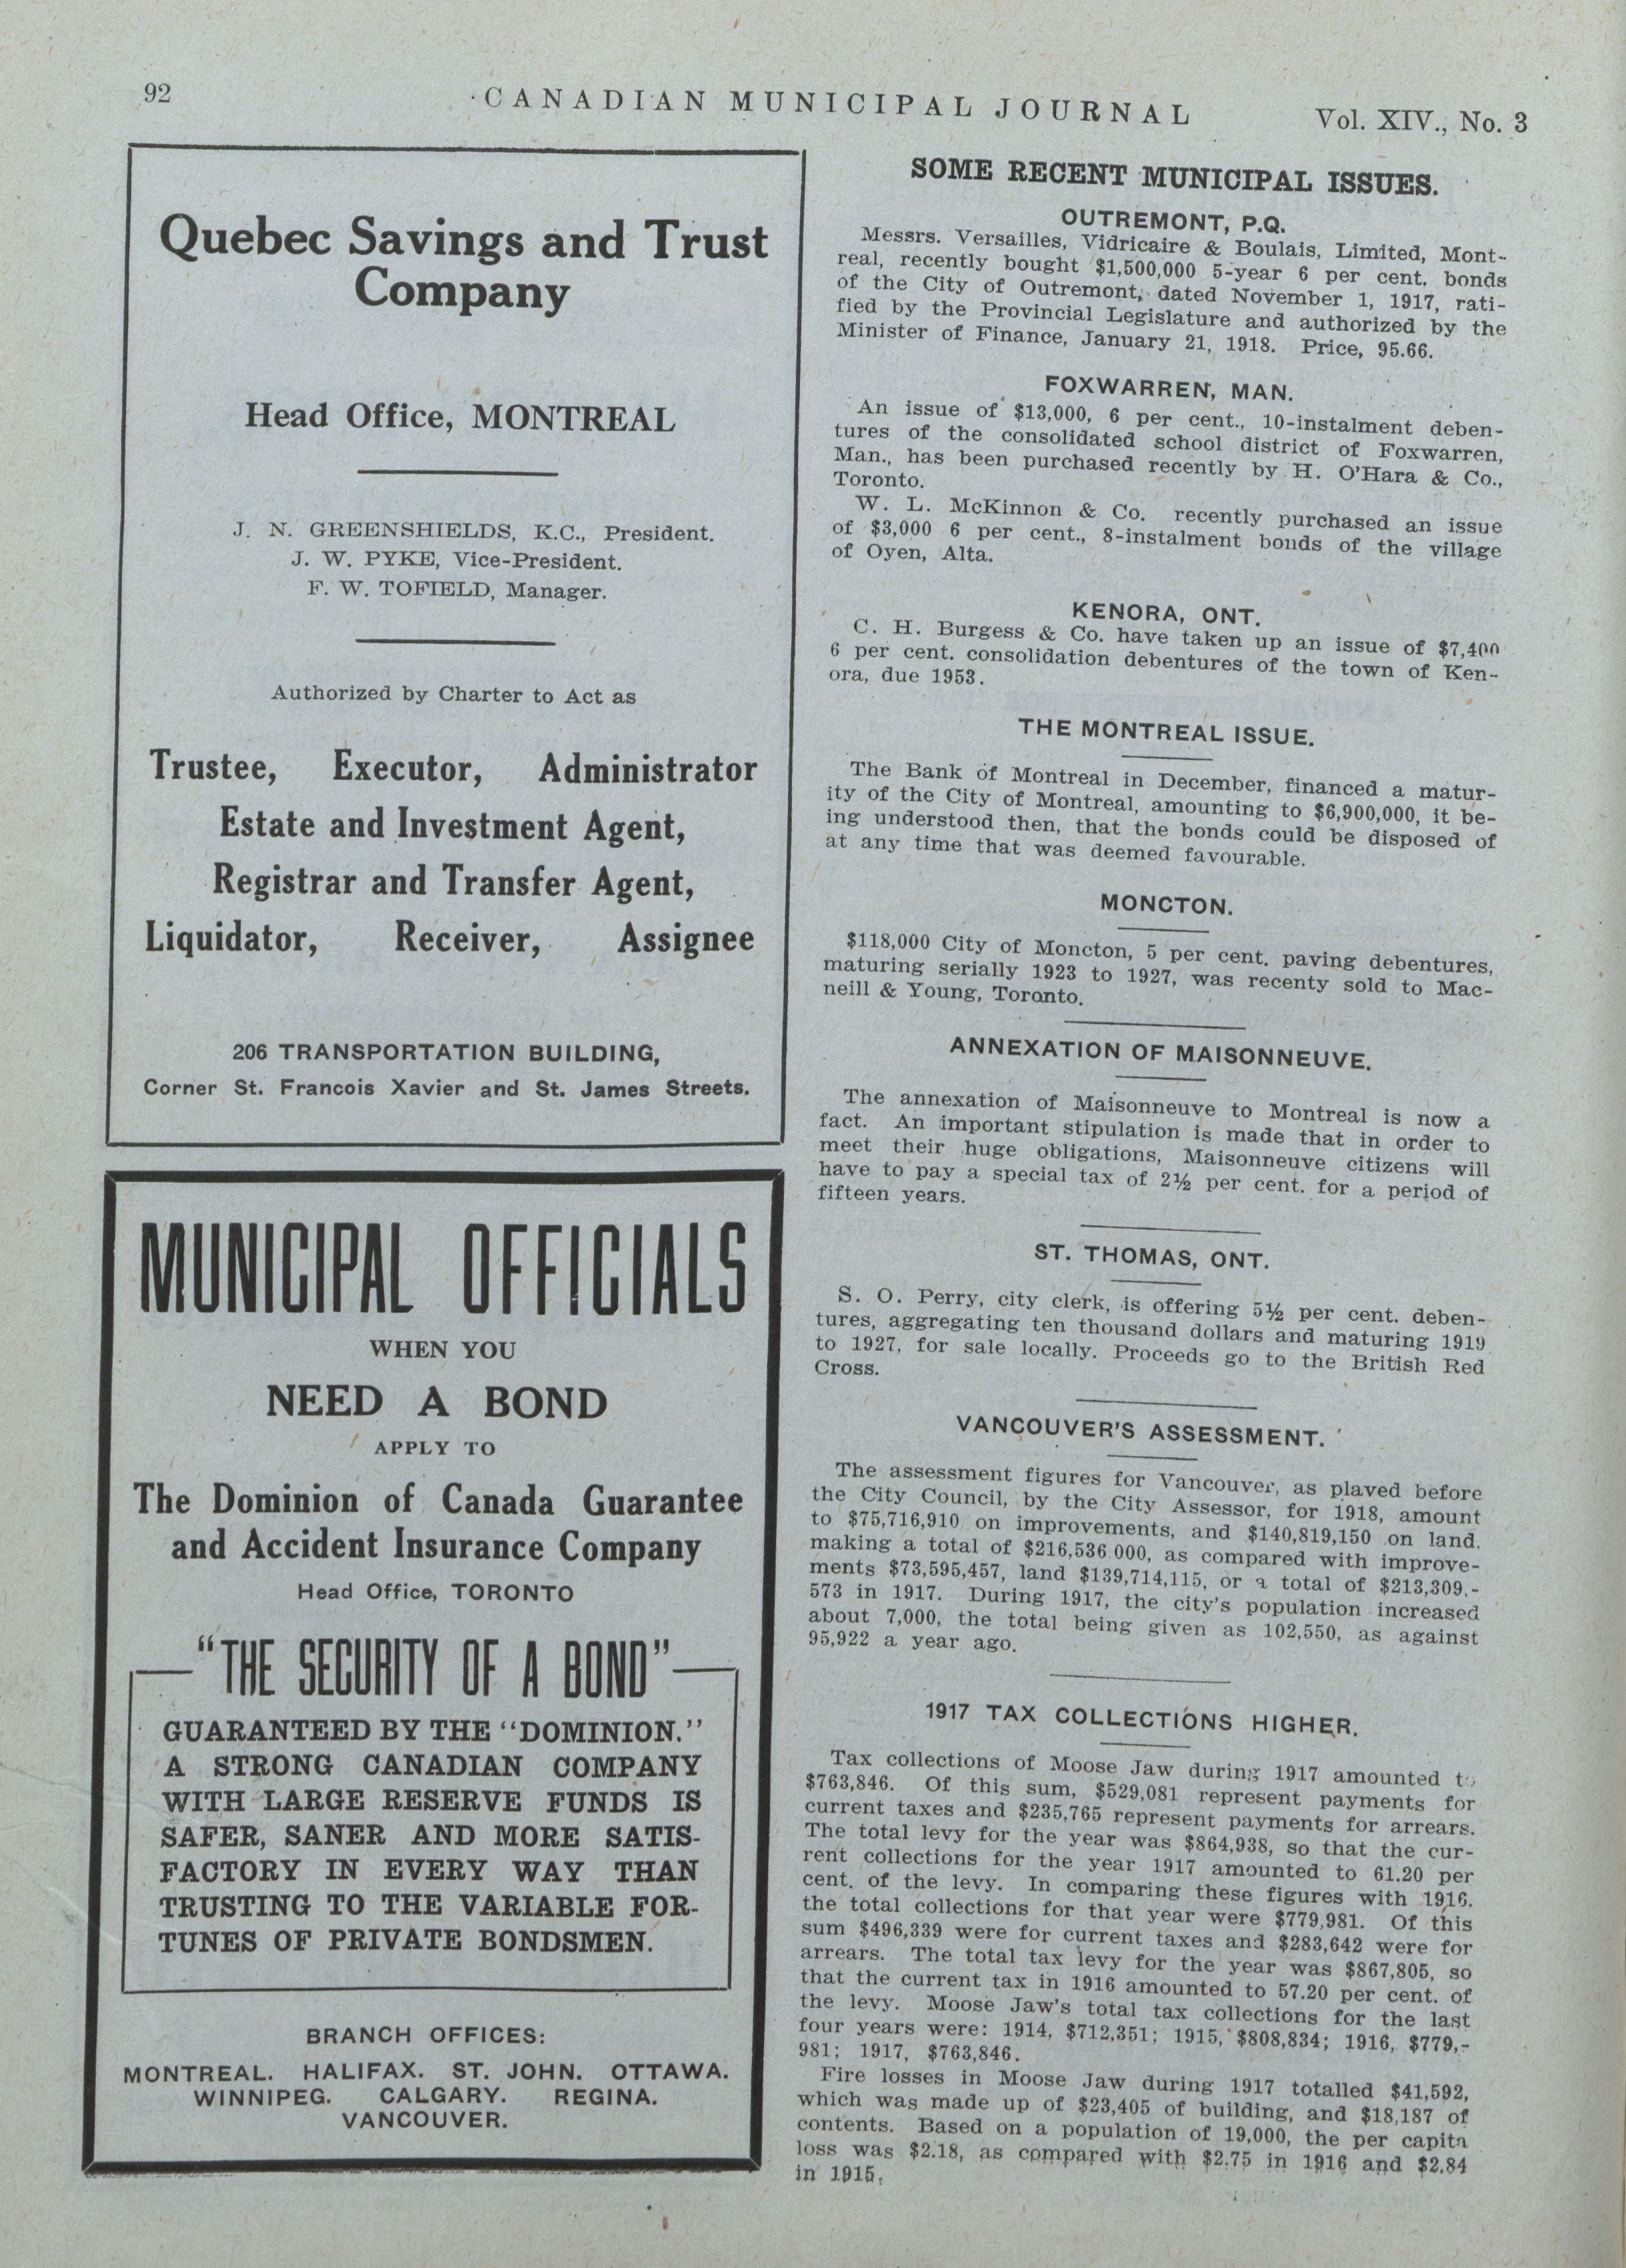 92
CANADIAN MUNICIPAL JOURNAL
Vol. XIV., No. 3
Quebec Savings and Trust
Company
Head Office, MONTREAL
J. N. GREENSHIELDS, K.C., President.
J. W. PYKE, Vice-President.
F. W. TOFIELD, Manager.
Authorized by Charter to Act as
Trustee, Executor, Administrator
Estate and Investment Agent,
Registrar and Transfer Agent,
Liquidator, Receiver, Assignee
206 TRANSPORTATION BUILDING,
Corner St. Francois Xavier and St. James Streets.
MUNICIPAL OFFICIALS
WHEN YOU
NEED A BOND
APPLY TO
The Dominion of Canada Guarantee
and Accident Insurance Company
Head Office, TORONTO
"THE SECURITY OF A BOND"
GUARANTEED BY THE "DOMINION."
A STRONG CANADIAN COMPANY
WITH LARGE RESERVE FUNDS IS
SAFER, SANER AND MORE SATIS-
FACTORY IN EVERY WAY THAN
TRUSTING TO THE VARIABLE FOR-
TUNES OF PRIVATE BONDSMEN.
BRANCH OFFICES:
MONTREAL. HALIFAX. ST. JOHN. OTTAWA.
WINNIPEG. CALGARY. REGINA.
VANCOUVER.
SOME RECENT MUNICIPAL ISSUES.
OUTREMONT, P.Q.
Messrs. Versailles, Vidricaire & Boulais, Limited, Mont-
real, recently bought $1,500,000 5-year 6 per cent. bonds
of the City of Outremont, dated November 1, 1917, rati-
fied by the Provincial Legislature and authorized by the
Minister of Finance, January 21, 1918. Price, 95.66.
FOXWARREN, MAN.
An issue of $13,000, 6 per cent., 10-instalment deben-
tures of the consolidated school district of Foxwarren,
Man., has been purchased recently by H. O'Hara & Co.,
Toronto.
W. L. McKinnon & Co. recently purchased an issue
of $3,000 6 per cent., 8-instalment bonds of the village
of Oyen, Alta.
KENORA, ONT.
C. H. Burgess & Co. have taken up an issue of $7,400
6 per cent. consolidation debentures of the town of Ken-
ora, due 1953.
THE MONTREAL ISSUE.
The Bank of Montreal in December, financed a matur-
ity of the City of Montreal, amounting to $6,900,000, it be-
ing understood then, that the bonds could be disposed of
at any time that was deemed favourable.
MONCTON.
$118,000 City of Moncton, 5 per cent. paving debentures,
maturing serially 1923 to 1927, was recenty sold to Mac-
neill & Young, Toronto.
ANNEXATION OF MAISONNEUVE.
The annexation of Maisonneuve to Montreal is now a
fact. An important stipulation is made that in order to
meet their huge obligations, Maisonneuve citizens will
have to pay a special tax of 2½ per cent. for a period of
fifteen years.
ST. THOMAS, ONT.
S. O. Perry, city clerk, is offering 5½ per cent. deben-
tures, aggregating ten thousand dollars and maturing 1919
to 1927, for sale locally. Proceeds go to the British Red
Cross.
VANCOUVER'S ASSESSMENT.
The assessment figures for Vancouver, as plaved before
the City Council, by the City Assessor, for 1918, amount
to $75,716,910 on improvements, and $140,819,150 on land,
making a total of $216,536.000, as compared with improve-
ments $73,595,457, land $139,714,115, or a total of $213,309,-
573 in 1917. During 1917, the city's population increased
about 7,000, the total being given as 102,550, as against
95,922 a year ago.
1917 TAX COLLECTIONS HIGHER.
Tax collections of Moose Jaw during 1917 amounted to
$763,846. Of this sum, $529,081 represent payments for
current taxes and $235,765 represent payments for arrears.
The total levy for the year was $864,938, so that the cur-
rent collections for the year 1917 amounted to 61.20 per
cent. of the levy. In comparing these figures with 1916,
the total collections for that year were $779,981. Of this
sum $496,339 were for current taxes and $283,642 were for
arrears. The total tax levy for the year was $867,805, so
that the current tax in 1916 amounted to 57.20 per cent. of
the levy. Moose Jaw's total tax collections for the last
four years were: 1914, $712,351; 1915, $808,834; 1916, $779,-
981; 1917, $763,846.
Fire losses in Moose Jaw during 1917 totalled $41,592,
which was made up of $23,405 of building, and $18,187 of
contents. Based on a population of 19,000, the per capita
loss was $2.18, as compared with $2.75 in 1916 and $2.84
in 1915.